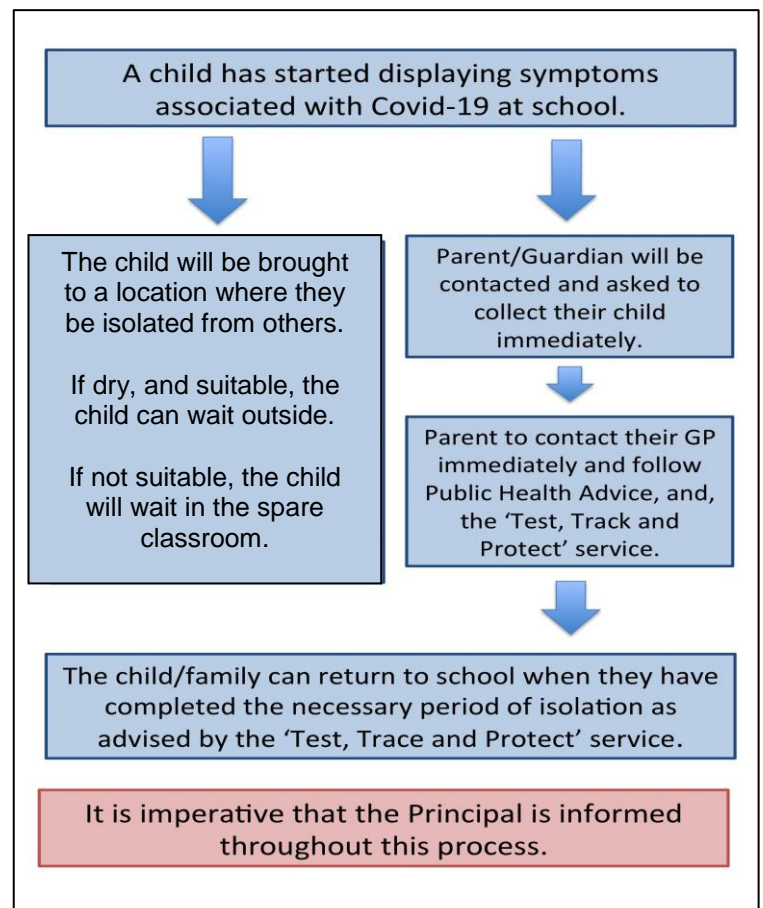 A child has started displaying symptoms
associated with Covid-19 at school.
The child will be brought
to a location where they
be isolated from others.
If dry, and suitable, the
child can wait outside.
If not suitable, the child
will wait in the spare
classroom.
Parent/Guardian will be
contacted and asked to
collect their child
immediately.
Parent to contact their GP
immediately and follow
Public Health Advice, and,
the ‘Test, Track and
Protect’ service.
The child/family can return to school when they have
completed the necessary period of isolation as
advised by the ‘Test, Trace and Protect’ service.
It is imperative that the Principal is informed
throughout this process.